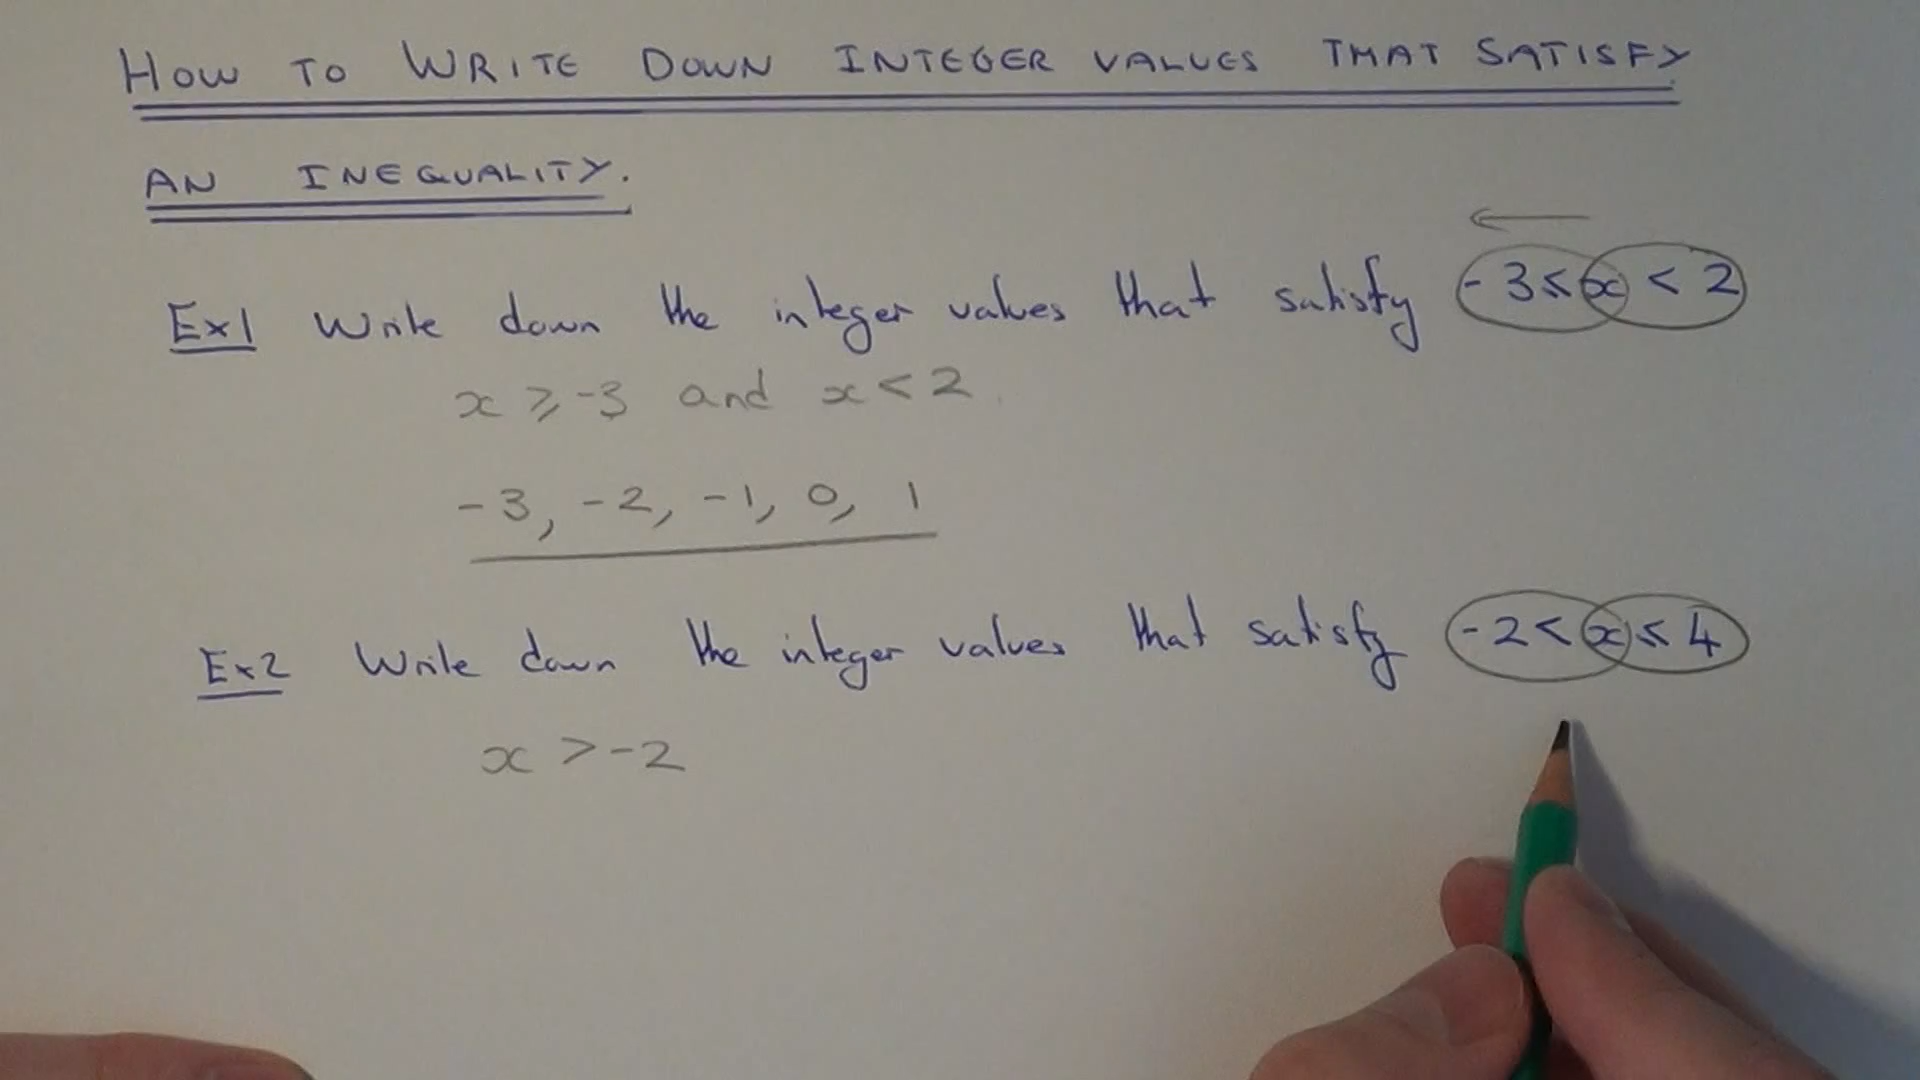 HOW TO WRITE DOWN INTEGER VALUES THAT SATISFY
AN INEQUALITY.
Ex1 Write down the integer values that satisfy -3 ⩽ x < 2
x ⩾ -3 and x < 2
-3, -2, -1, 0, 1
Ex2 Write down the integer values that satisfy -2 < x ⩽ 4
x > -2